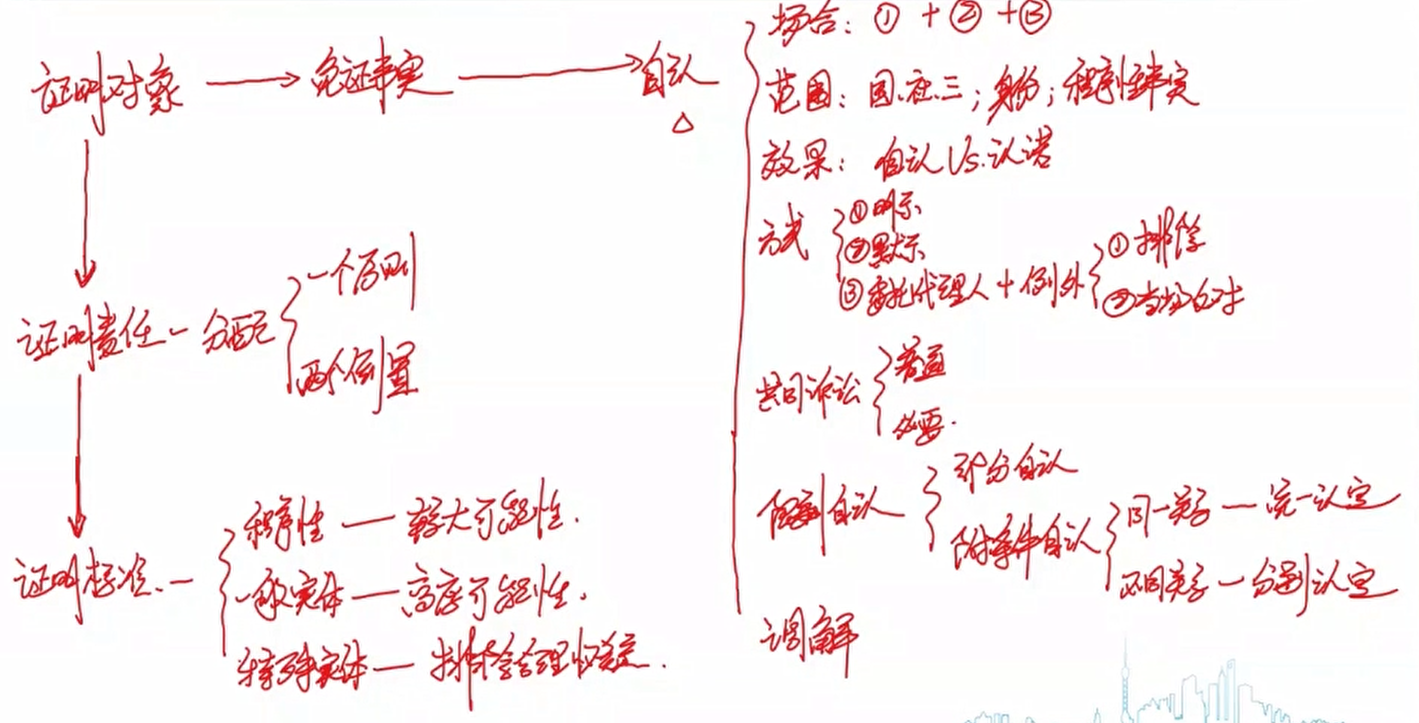 证明对象 → 免证事实 → 自认
△
场合：① + ② + ③
范围：国.社.三；身份；程序性事实
效果：自认 Vs.认诺
方式
①明示
②默示
③委托代理人 + 例外
①排除
②当场反对
共同诉讼
普通
必要.
限制自认
部分自认
附条件自认
同一关系 — 统一认定
不同关系 — 分别认定
调解
证明责任 — 分配
一个原则
两个倒置
证明标准. —
程序性 — 较大可能性.
一般实体 — 高度可能性.
特殊实体 — 排除合理怀疑.